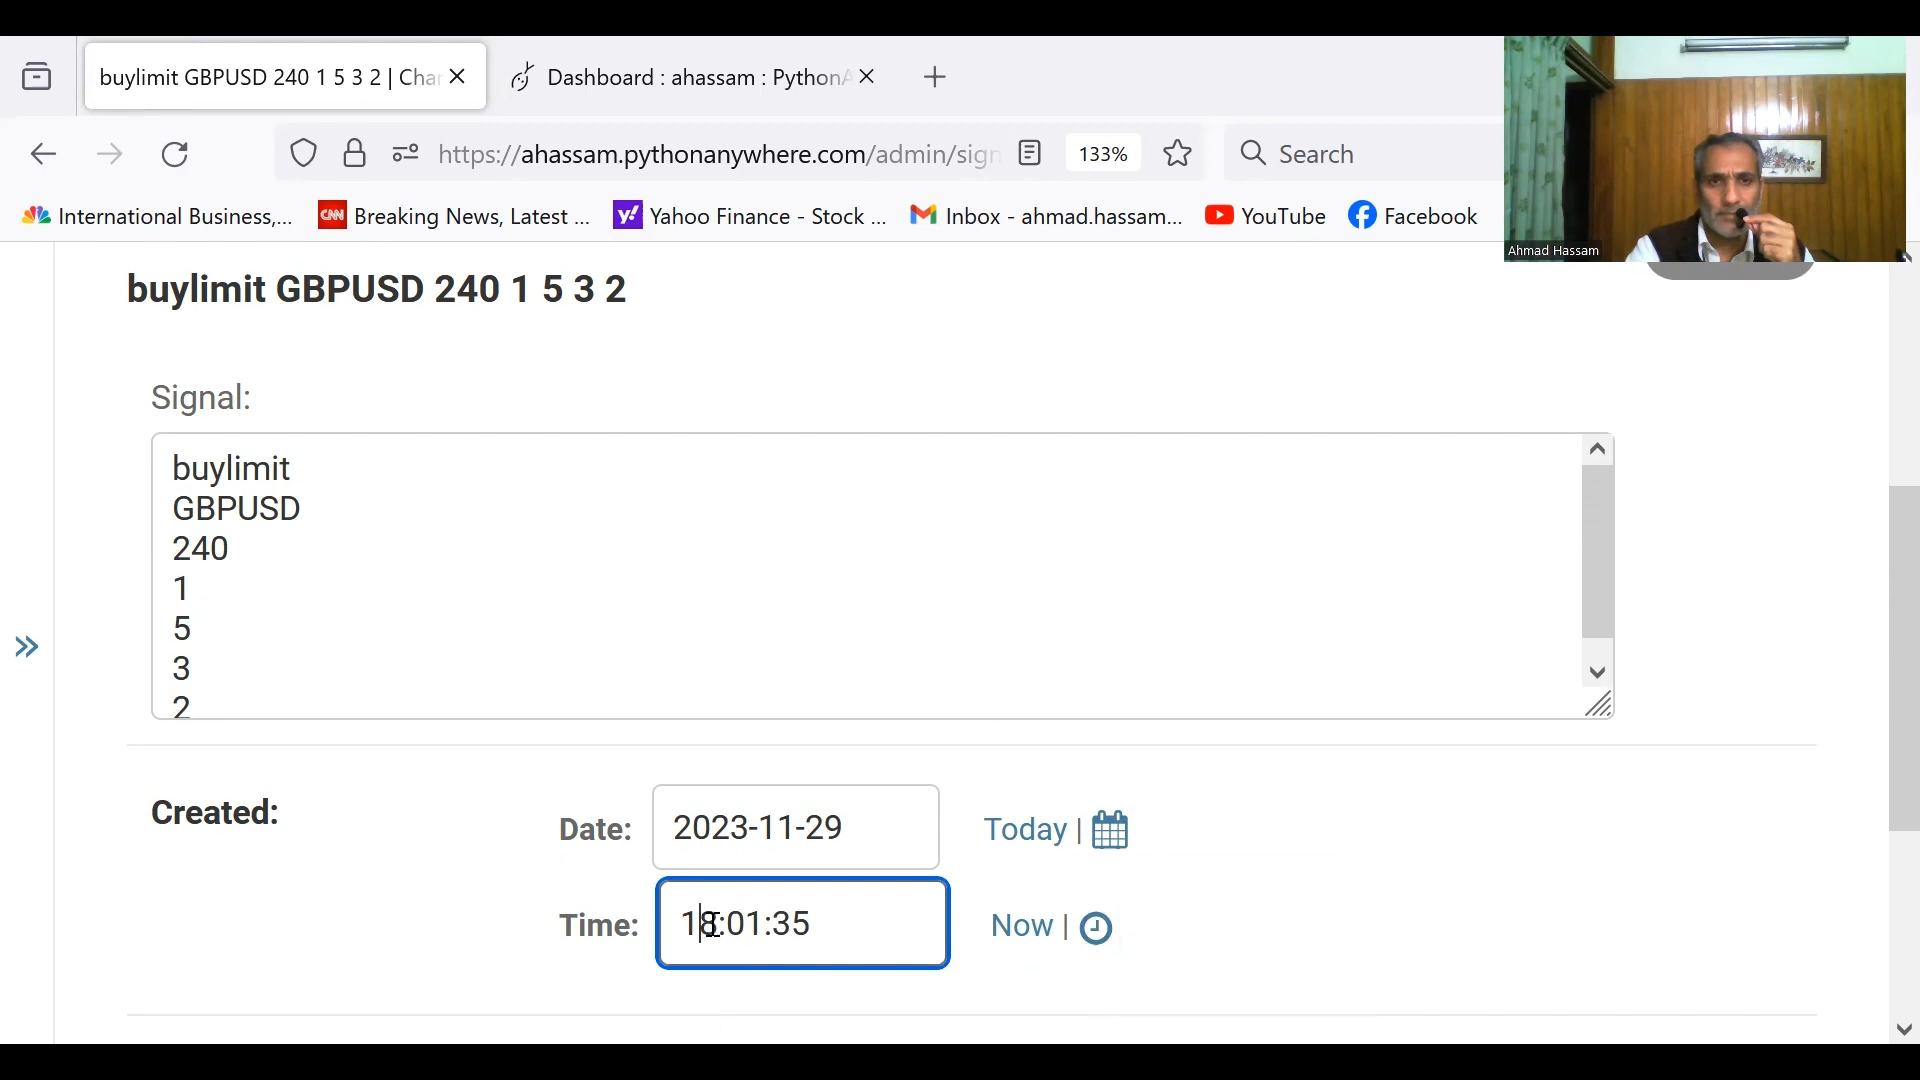 buylimit GBPUSD 240 1 5 3 2 | Cha
Dashboard : ahassam : Python
https://ahassam.pythonanywhere.com/admin/sign
133%
Search
International Business,...
CNN Breaking News, Latest ...
y! Yahoo Finance - Stock ...
Inbox - ahmad.hassam...
YouTube
Facebook
Ahmad Hassam
buylimit GBPUSD 240 1 5 3 2
Signal:
buylimit
GBPUSD
240
1
5
3
2
Created:
Date: 2023-11-29 Today |
Time: 18:01:35 Now |